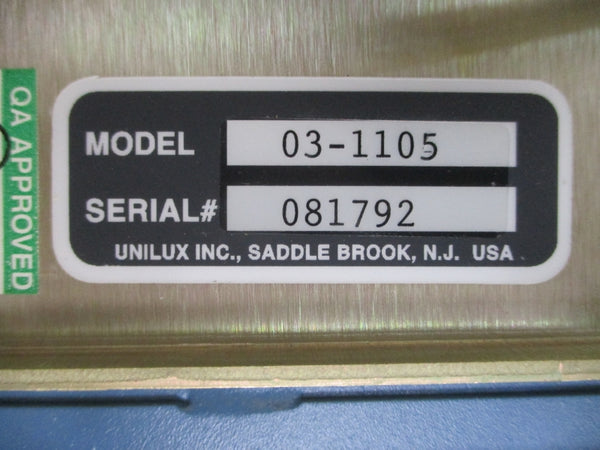 MODEL 03-1105
SERIAL# 081792
UNILUX INC., SADDLE BROOK, N.J. USA
QA APPROVED